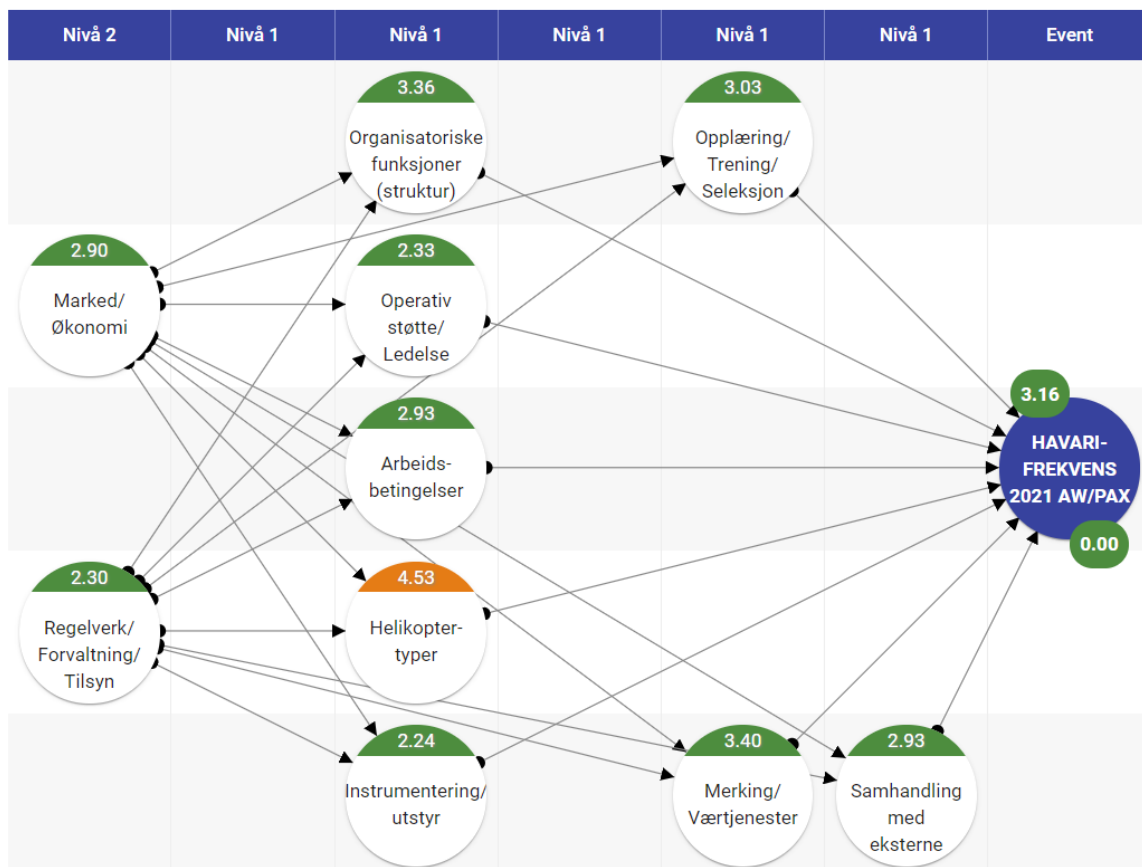 Nivå 2
Nivå 1
Nivå 1
Nivå 1
Nivå 1
Nivå 1
Event
3.36
Organisatoriske
funksjoner
(struktur)
3.03
Opplæring/
Trening/
Seleksjon
2.90
Marked/
Økonomi
2.33
Operativ
støtte/
Ledelse
2.93
Arbeids-
betingelser
3.16
HAVARI-
FREKVENS
2021 AW/PAX
0.00
2.30
Regelverk/
Forvaltning/
Tilsyn
4.53
Helikopter-
typer
2.24
Instrumentering/
utstyr
3.40
Merking/
Værtjenester
2.93
Samhandling
med
eksterne